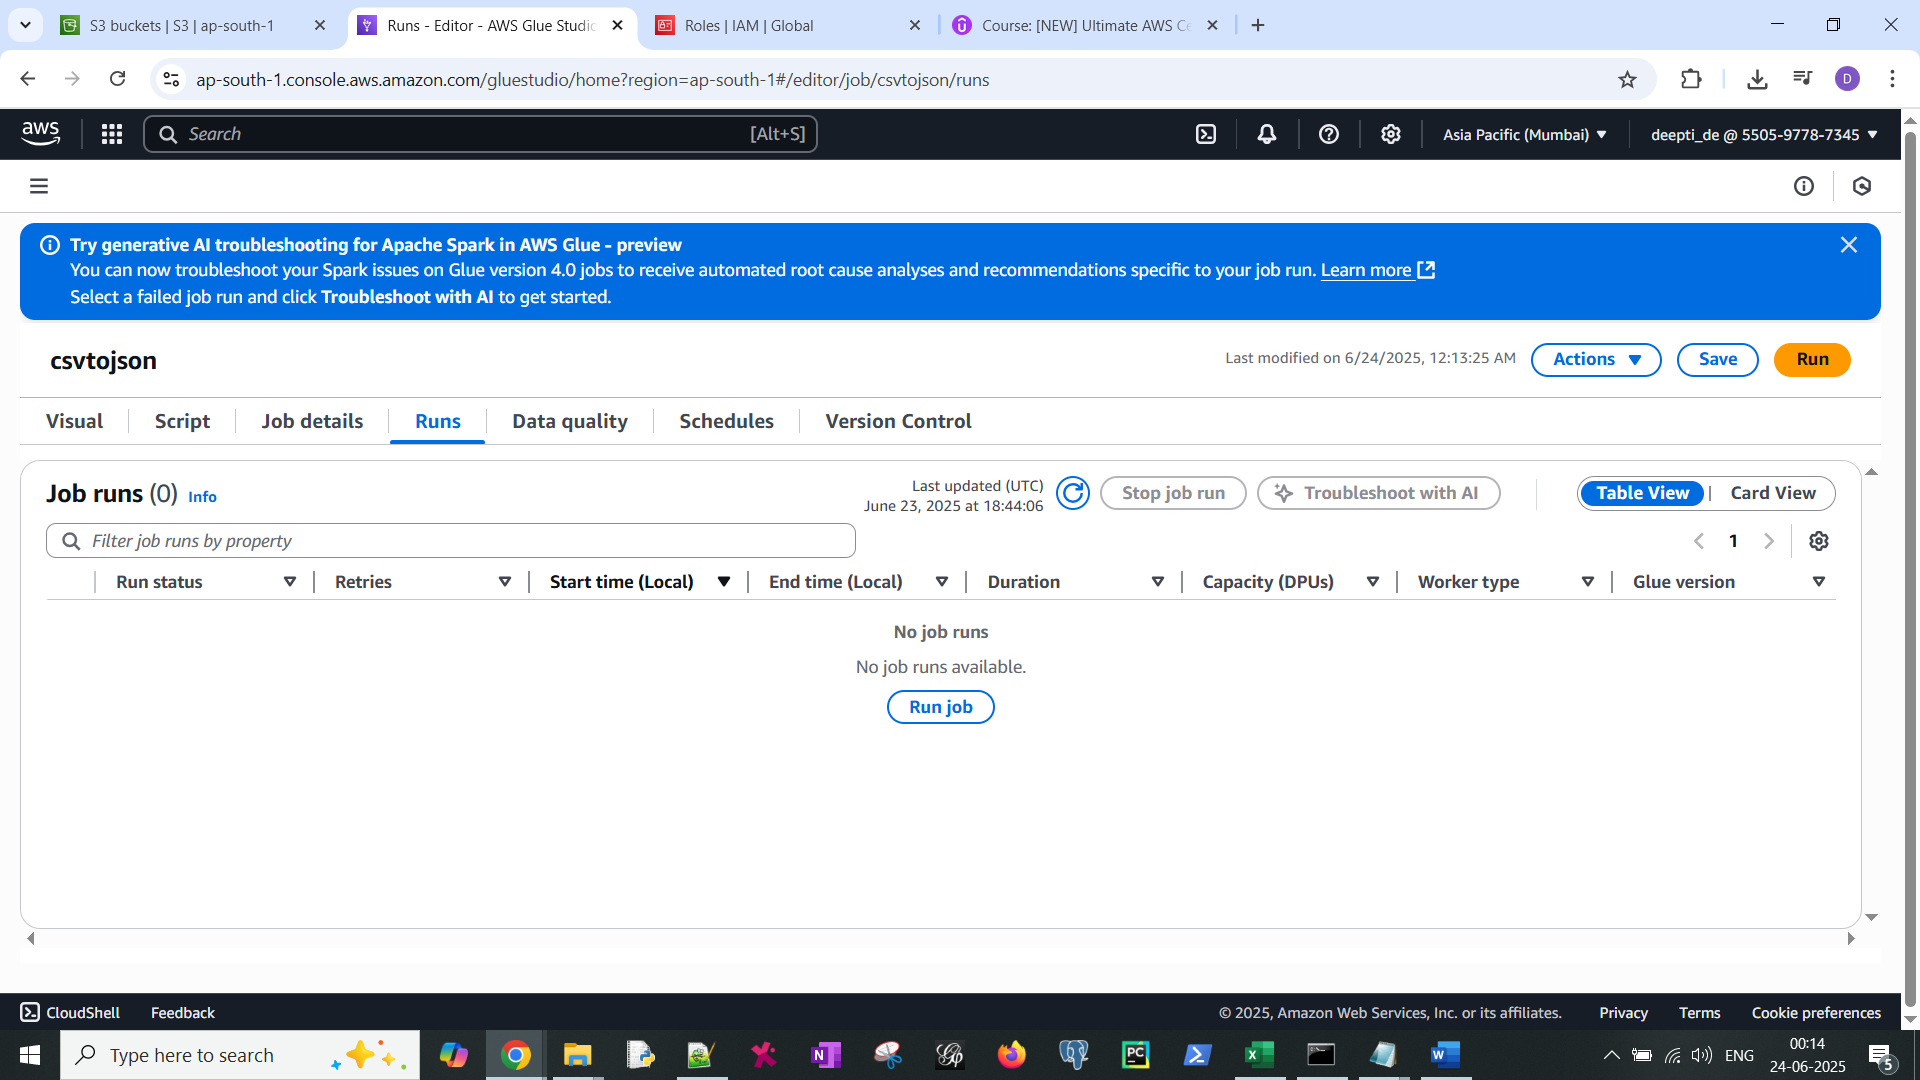 S3 buckets | S3 | ap-south-1
Runs - Editor - AWS Glue Studio
Roles | IAM | Global
Course: [NEW] Ultimate AWS Ce
ap-south-1.console.aws.amazon.com/gluestudio/home?region=ap-south-1#/editor/job/csvtojson/runs
D
aws
Search
[Alt+S]
Asia Pacific (Mumbai)
deepti_de @ 5505-9778-7345
Try generative AI troubleshooting for Apache Spark in AWS Glue - preview
You can now troubleshoot your Spark issues on Glue version 4.0 jobs to receive automated root cause analyses and recommendations specific to your job run. Learn more
Select a failed job run and click Troubleshoot with AI to get started.
csvtojson
Last modified on 6/24/2025, 12:13:25 AM
Actions
Save
Run
Visual
Script
Job details
Runs
Data quality
Schedules
Version Control
Job runs (0) Info
Last updated (UTC)
June 23, 2025 at 18:44:06
Stop job run
Troubleshoot with AI
Table View
Card View
Filter job runs by property
1
Run status
Retries
Start time (Local)
End time (Local)
Duration
Capacity (DPUs)
Worker type
Glue version
No job runs
No job runs available.
Run job
CloudShell
Feedback
© 2025, Amazon Web Services, Inc. or its affiliates.
Privacy
Terms
Cookie preferences
Type here to search
ENG
00:14
24-06-2025
5